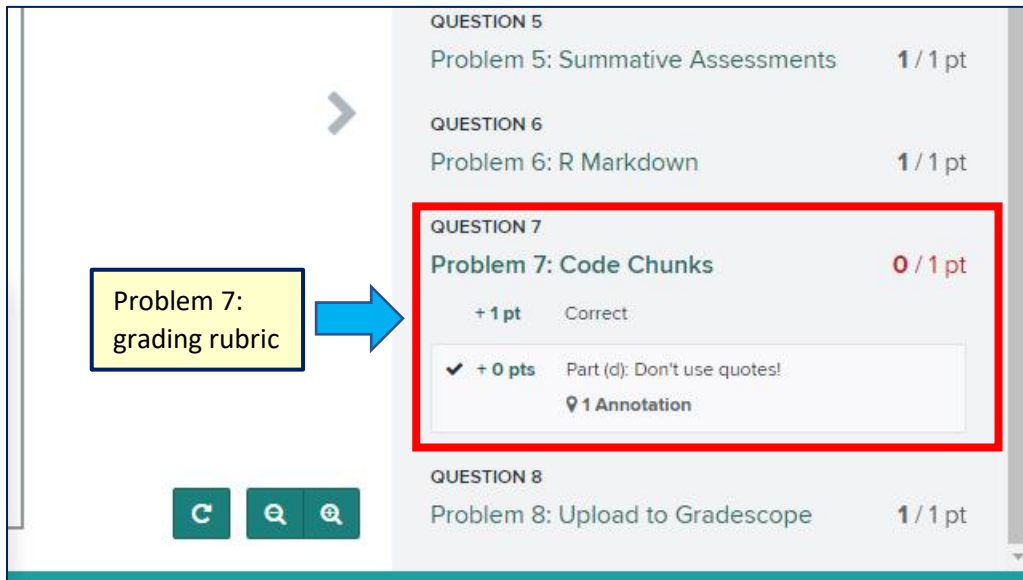 QUESTION 5
Problem 5: Summative Assessments 1 / 1 pt
QUESTION 6
Problem 6: R Markdown 1 / 1 pt
QUESTION 7
Problem 7: Code Chunks 0 / 1 pt
+ 1 pt Correct
Problem 7:
grading rubric
+ 0 pts Part (d): Don't use quotes!
1 Annotation
QUESTION 8
Problem 8: Upload to Gradescope 1 / 1 pt